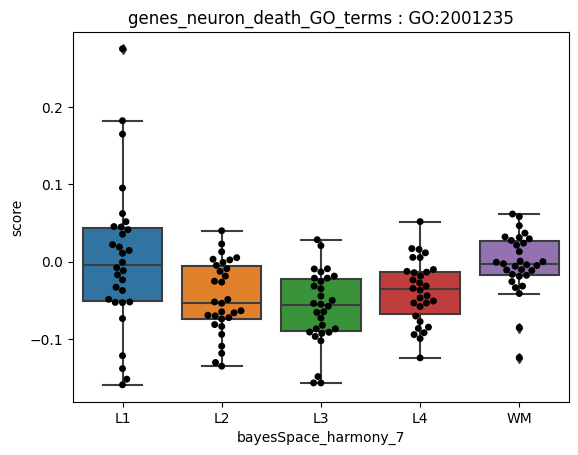 genes_neuron_death_GO_terms : GO:2001235
score
0.2
0.1
0.0
−0.1
L1 L2 L3 L4 WM
bayesSpace_harmony_7